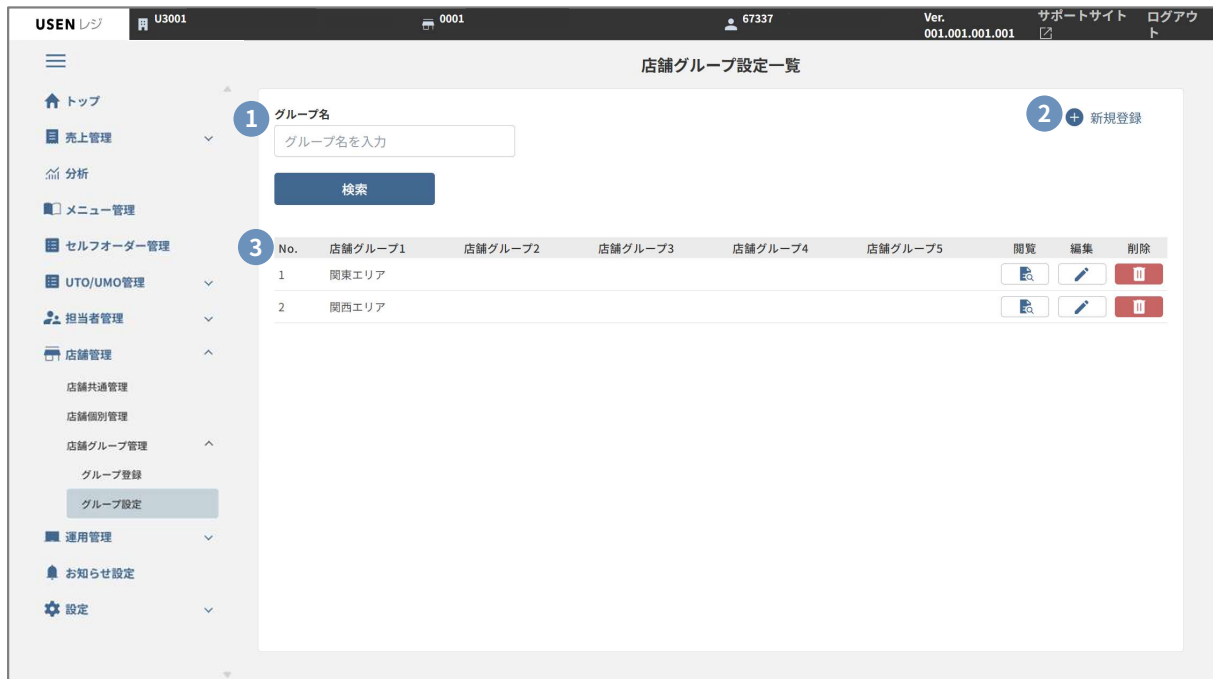 USEN レジ
U3001
0001
67337
Ver.
001.001.001.001
サポートサイト
ログアウ
ト
店舗グループ設定一覧
トップ
売上管理
分析
メニュー管理
セルフオーダー管理
UTO/UMO管理
担当者管理
店舗管理
店舗共通管理
店舗個別管理
店舗グループ管理
グループ登録
グループ設定
運用管理
お知らせ設定
設定
1 グループ名
グループ名を入力
検索
2 新規登録
3 No. 店舗グループ1 店舗グループ2 店舗グループ3 店舗グループ4 店舗グループ5 閲覧 編集 削除
1 関東エリア
2 関西エリア